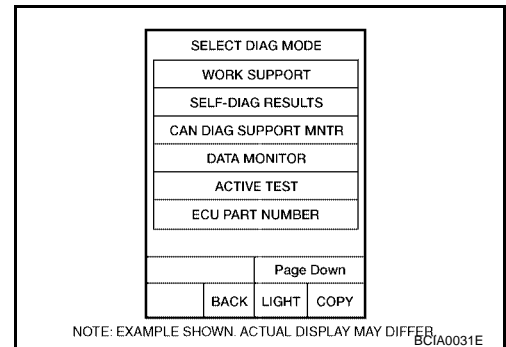 SELECT DIAG MODE
WORK SUPPORT
SELF-DIAG RESULTS
CAN DIAG SUPPORT MNTR
DATA MONITOR
ACTIVE TEST
ECU PART NUMBER
Page Down
BACK LIGHT COPY
NOTE: EXAMPLE SHOWN. ACTUAL DISPLAY MAY DIFFER.
BCIA0031E